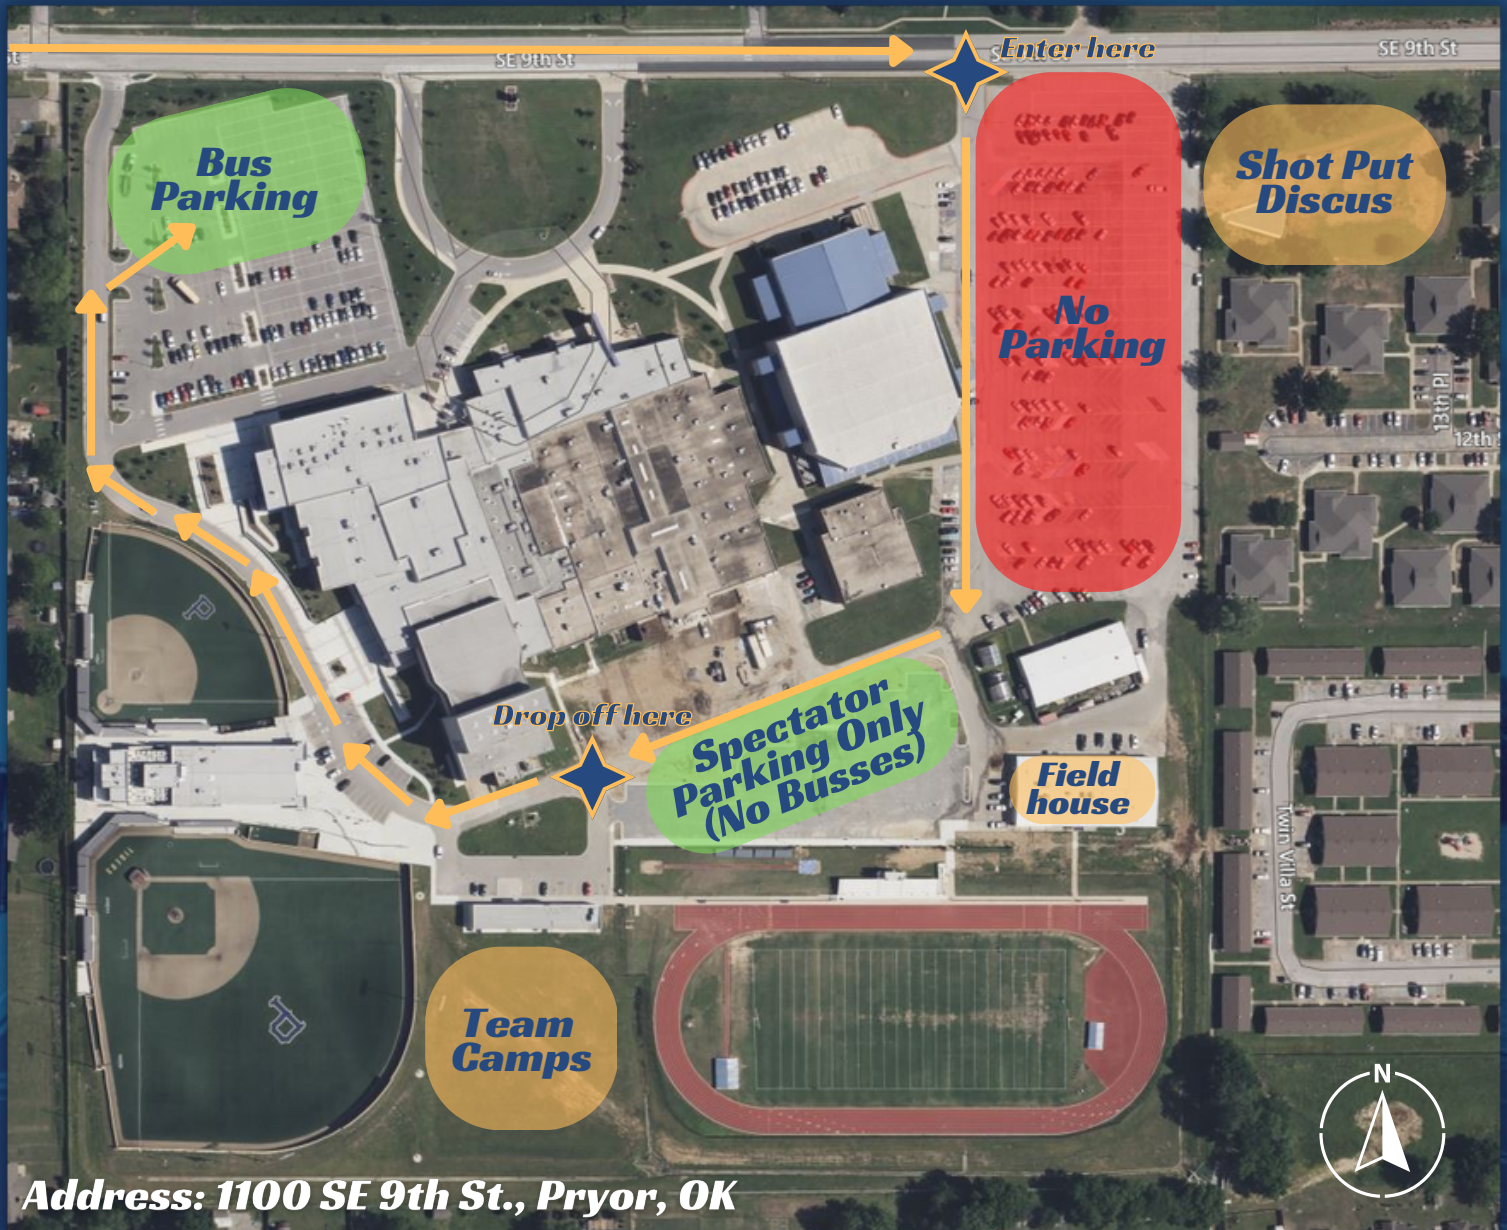 SE 9th St
Enter here
SE 9th St
Bus
Parking
Shot Put
Discus
No
Parking
13th Pl
12th
P
Drop off here
Spectator
Parking Only
(No Busses)
Field
house
Twin Villa St
Team
Camps
P
N
Address: 1100 SE 9th St., Pryor, OK